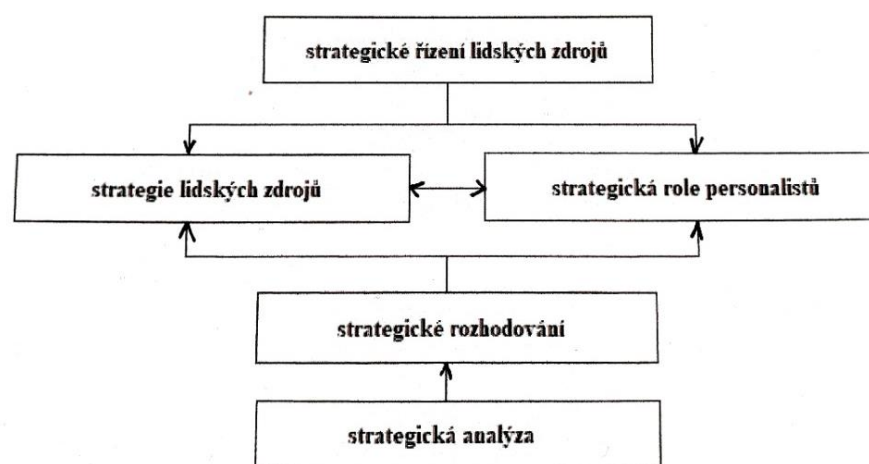 strategické řízení lidských zdrojů
strategie lidských zdrojů
strategická role personalistů
strategické rozhodování
strategická analýza